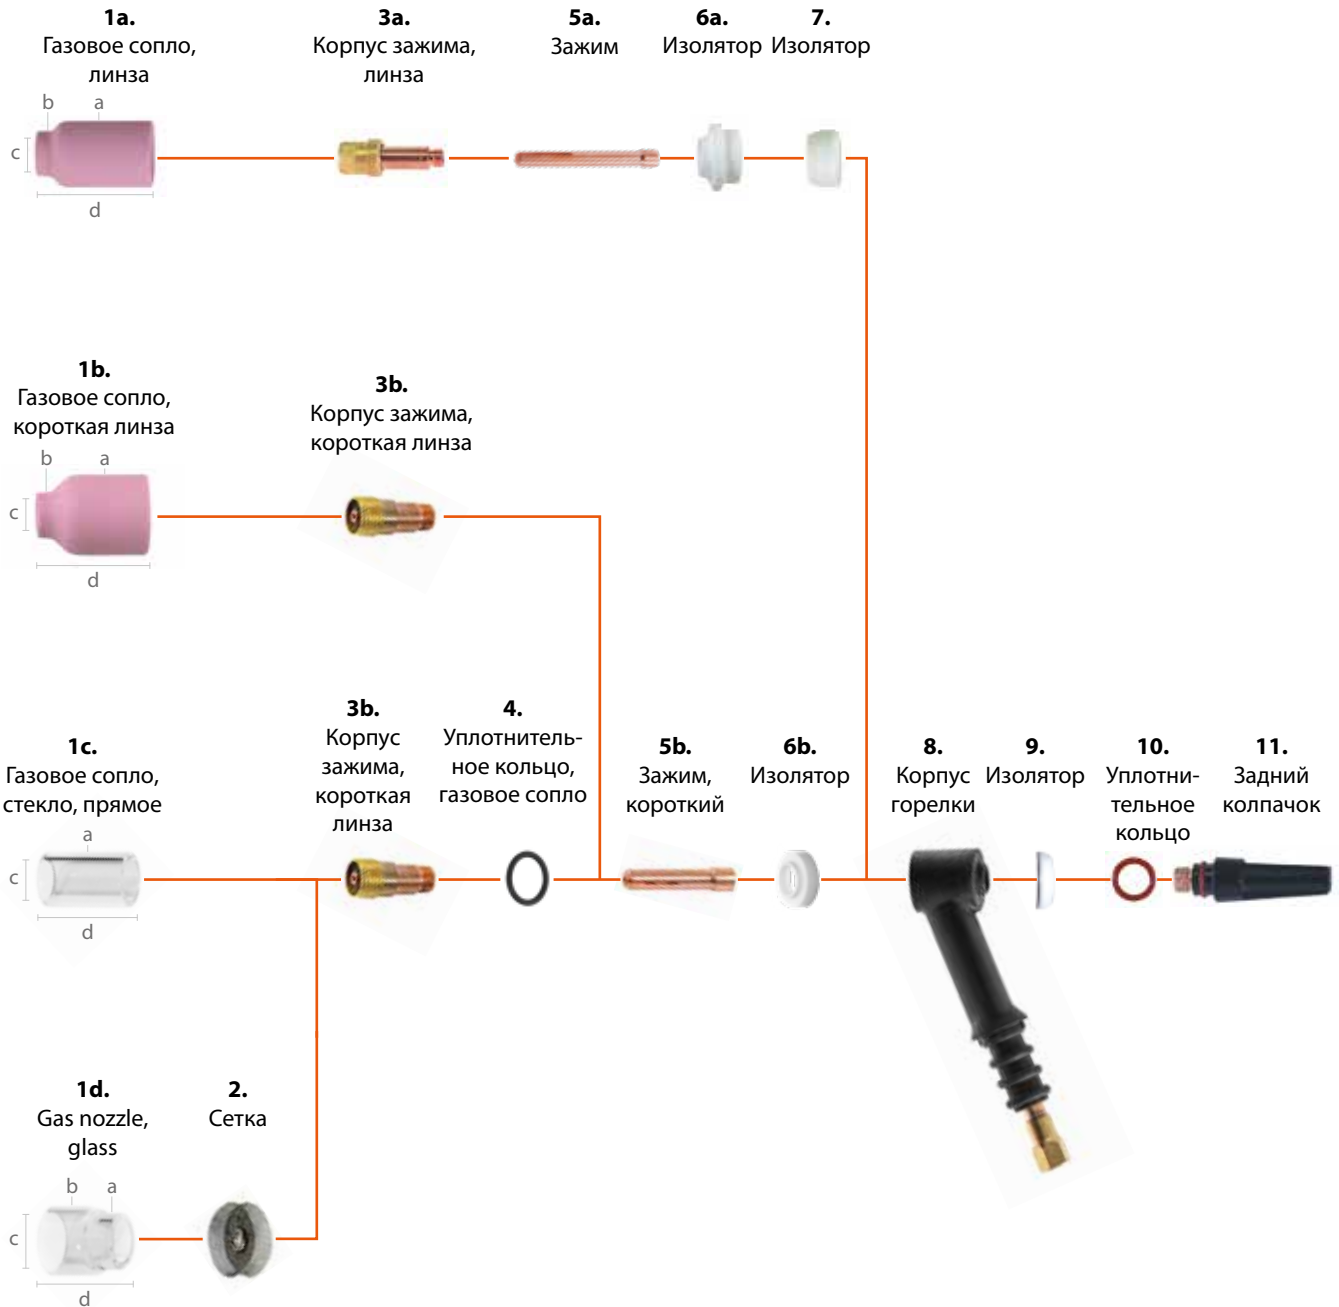 1a.
Газовое сопло,
линза
3a.
Корпус зажима,
линза
5a.
Зажим
6a.
Изолятор
7.
Изолятор
b
a
c
d
1b.
Газовое сопло,
короткая линза
3b.
Корпус зажима,
короткая линза
b
a
c
d
1c.
Газовое сопло,
стекло, прямое
3b.
Корпус
зажима,
короткая
линза
4.
Уплотнитель-
ное кольцо,
газовое сопло
5b.
Зажим,
короткий
6b.
Изолятор
8.
Корпус
горелки
9.
Изолятор
10.
Уплотни-
тельное
кольцо
11.
Задний
колпачок
a
c
d
1d.
Gas nozzle,
glass
2.
Сетка
b
a
c
d